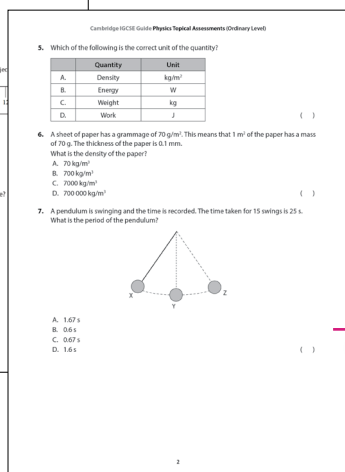 Cambridge IGCSE Guide Physics Topical Assessments (Ordinary Level)
5. Which of the following is the correct unit of the quantity?
Quantity Unit
A. Density kg/m²
B. Energy W
C. Weight kg
D. Work J
( )
6. A sheet of paper has a grammage of 70 g/m². This means that 1 m² of the paper has a mass
of 70 g. The thickness of the paper is 0.1 mm.
What is the density of the paper?
A. 70 kg/m³
B. 700 kg/m³
C. 7000 kg/m³
D. 700 000 kg/m³ ( )
7. A pendulum is swinging and the time is recorded. The time taken for 15 swings is 25 s.
What is the period of the pendulum?
X
Y
Z
A. 1.67 s
B. 0.6 s
C. 0.67 s
D. 1.6 s ( )
2
jec
e?